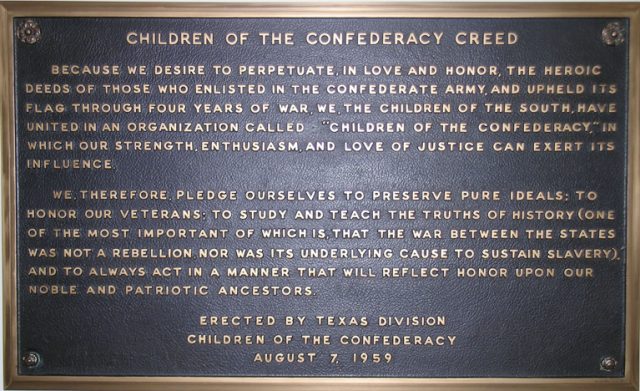 CHILDREN OF THE CONFEDERACY CREED
BECAUSE WE DESIRE TO PERPETUATE, IN LOVE AND HONOR, THE HEROIC
DEEDS OF THOSE WHO ENLISTED IN THE CONFEDERATE ARMY, AND UPHELD ITS
FLAG THROUGH FOUR YEARS OF WAR, WE, THE CHILDREN OF THE SOUTH, HAVE
UNITED IN AN ORGANIZATION CALLED "CHILDREN OF THE CONFEDERACY," IN
WHICH OUR STRENGTH, ENTHUSIASM, AND LOVE OF JUSTICE CAN EXERT ITS
INFLUENCE.
WE, THEREFORE, PLEDGE OURSELVES TO PRESERVE PURE IDEALS; TO
HONOR OUR VETERANS; TO STUDY AND TEACH THE TRUTHS OF HISTORY (ONE
OF THE MOST IMPORTANT OF WHICH IS, THAT THE WAR BETWEEN THE STATES
WAS NOT A REBELLION NOR WAS ITS UNDERLYING CAUSE TO SUSTAIN SLAVERY),
AND TO ALWAYS ACT IN A MANNER THAT WILL REFLECT HONOR UPON OUR
NOBLE AND PATRIOTIC ANCESTORS.
ERECTED BY TEXAS DIVISION
CHILDREN OF THE CONFEDERACY
AUGUST 7, 1959